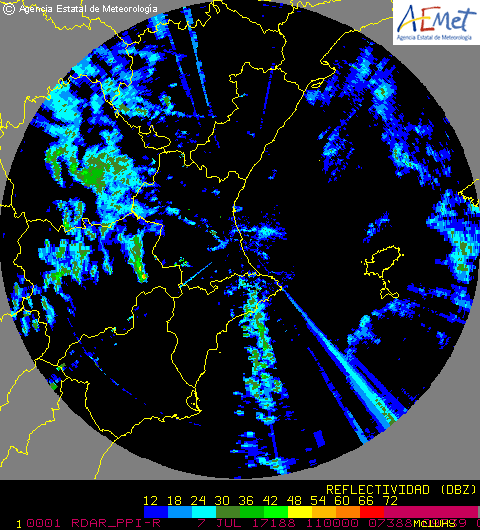 © Agencia Estatal de Meteorología
AEmet
Agencia Estatal de Meteorología
REFLECTIVIDAD (DBZ)
12 18 24 30 36 42 48 54 60 66 72
1 0001 RDAR_PPI-R 7 JUL 17188 110000 07388